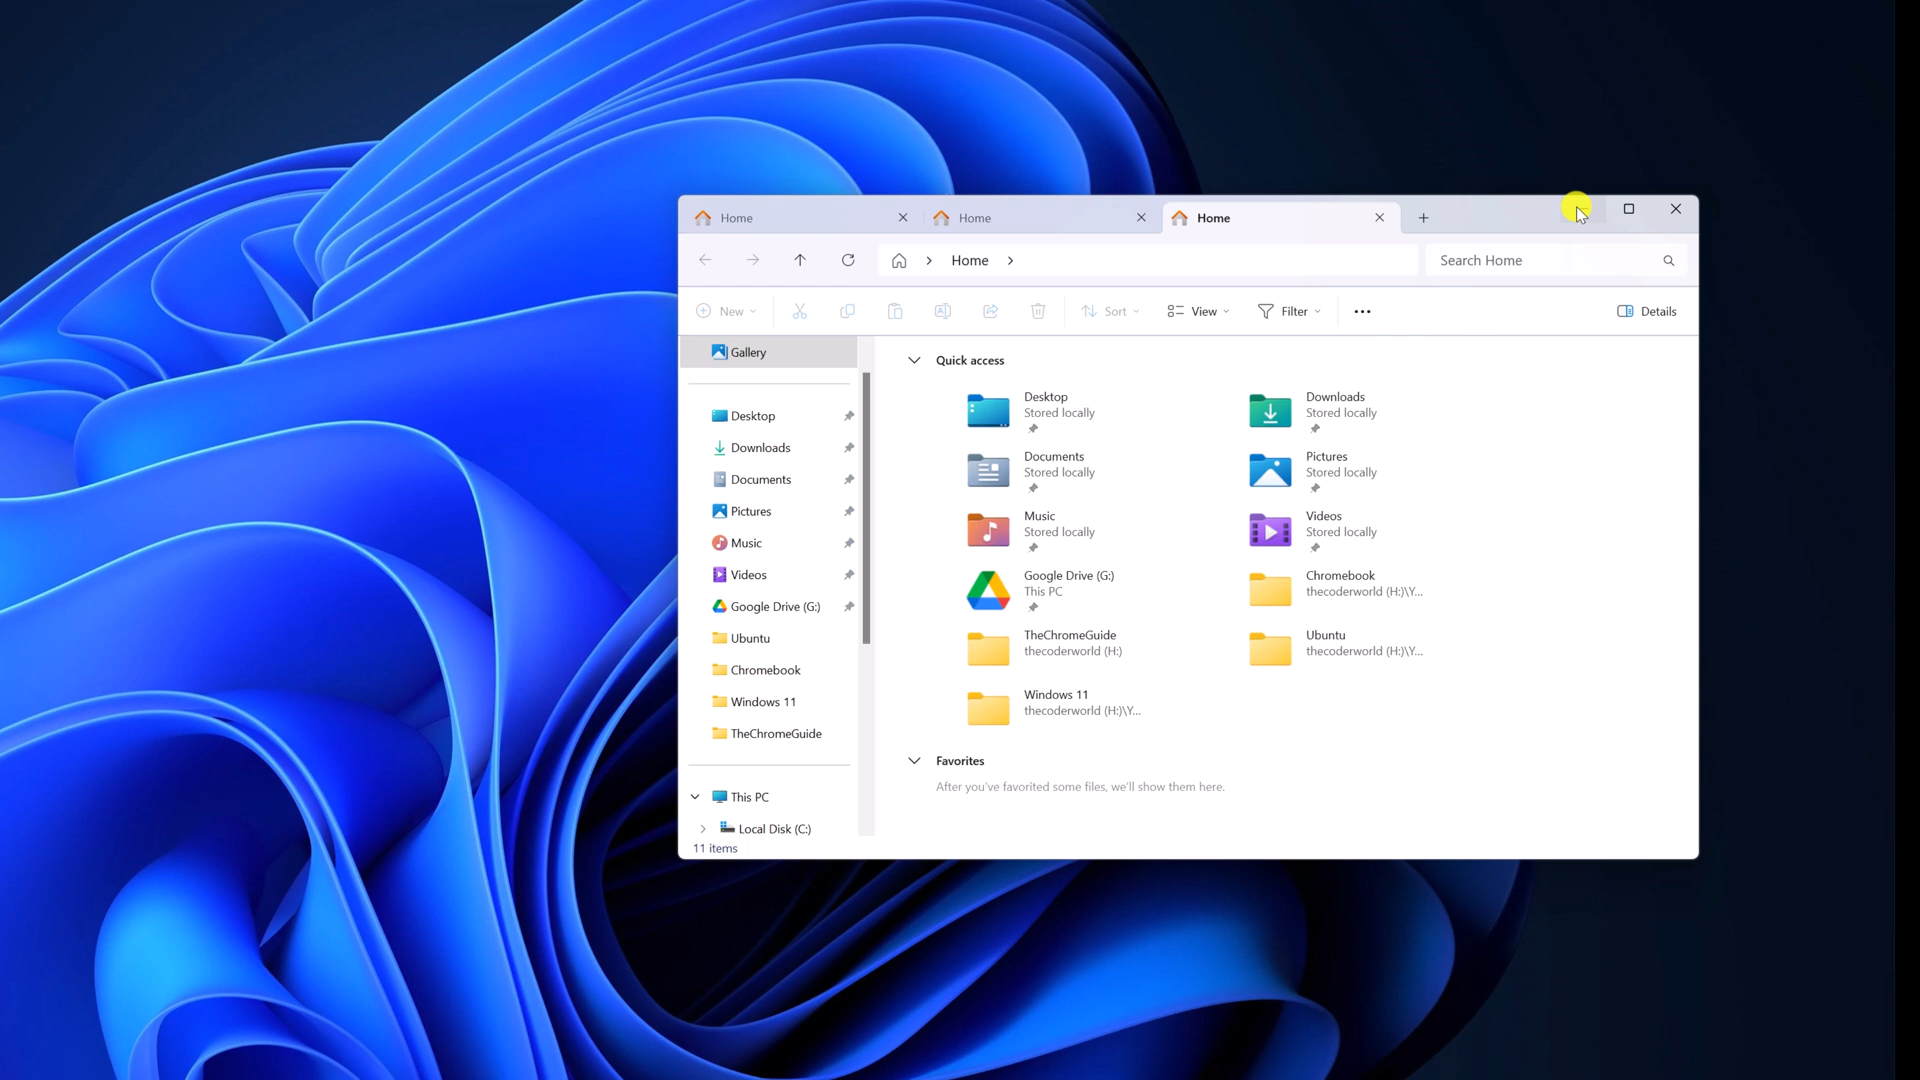 Home
Home
Home
Home
Search Home
New
Sort
View
Filter
Details
Gallery
Desktop
Downloads
Documents
Pictures
Music
Videos
Google Drive (G:)
Ubuntu
Chromebook
Windows 11
TheChromeGuide
This PC
Local Disk (C:)
11 items
Quick access
Desktop
Stored locally
Downloads
Stored locally
Documents
Stored locally
Pictures
Stored locally
Music
Stored locally
Videos
Stored locally
Google Drive (G:)
This PC
Chromebook
thecoderworld (H:)\Y...
TheChromeGuide
thecoderworld (H:)
Ubuntu
thecoderworld (H:)\Y...
Windows 11
thecoderworld (H:)\Y...
Favorites
After you've favorited some files, we'll show them here.